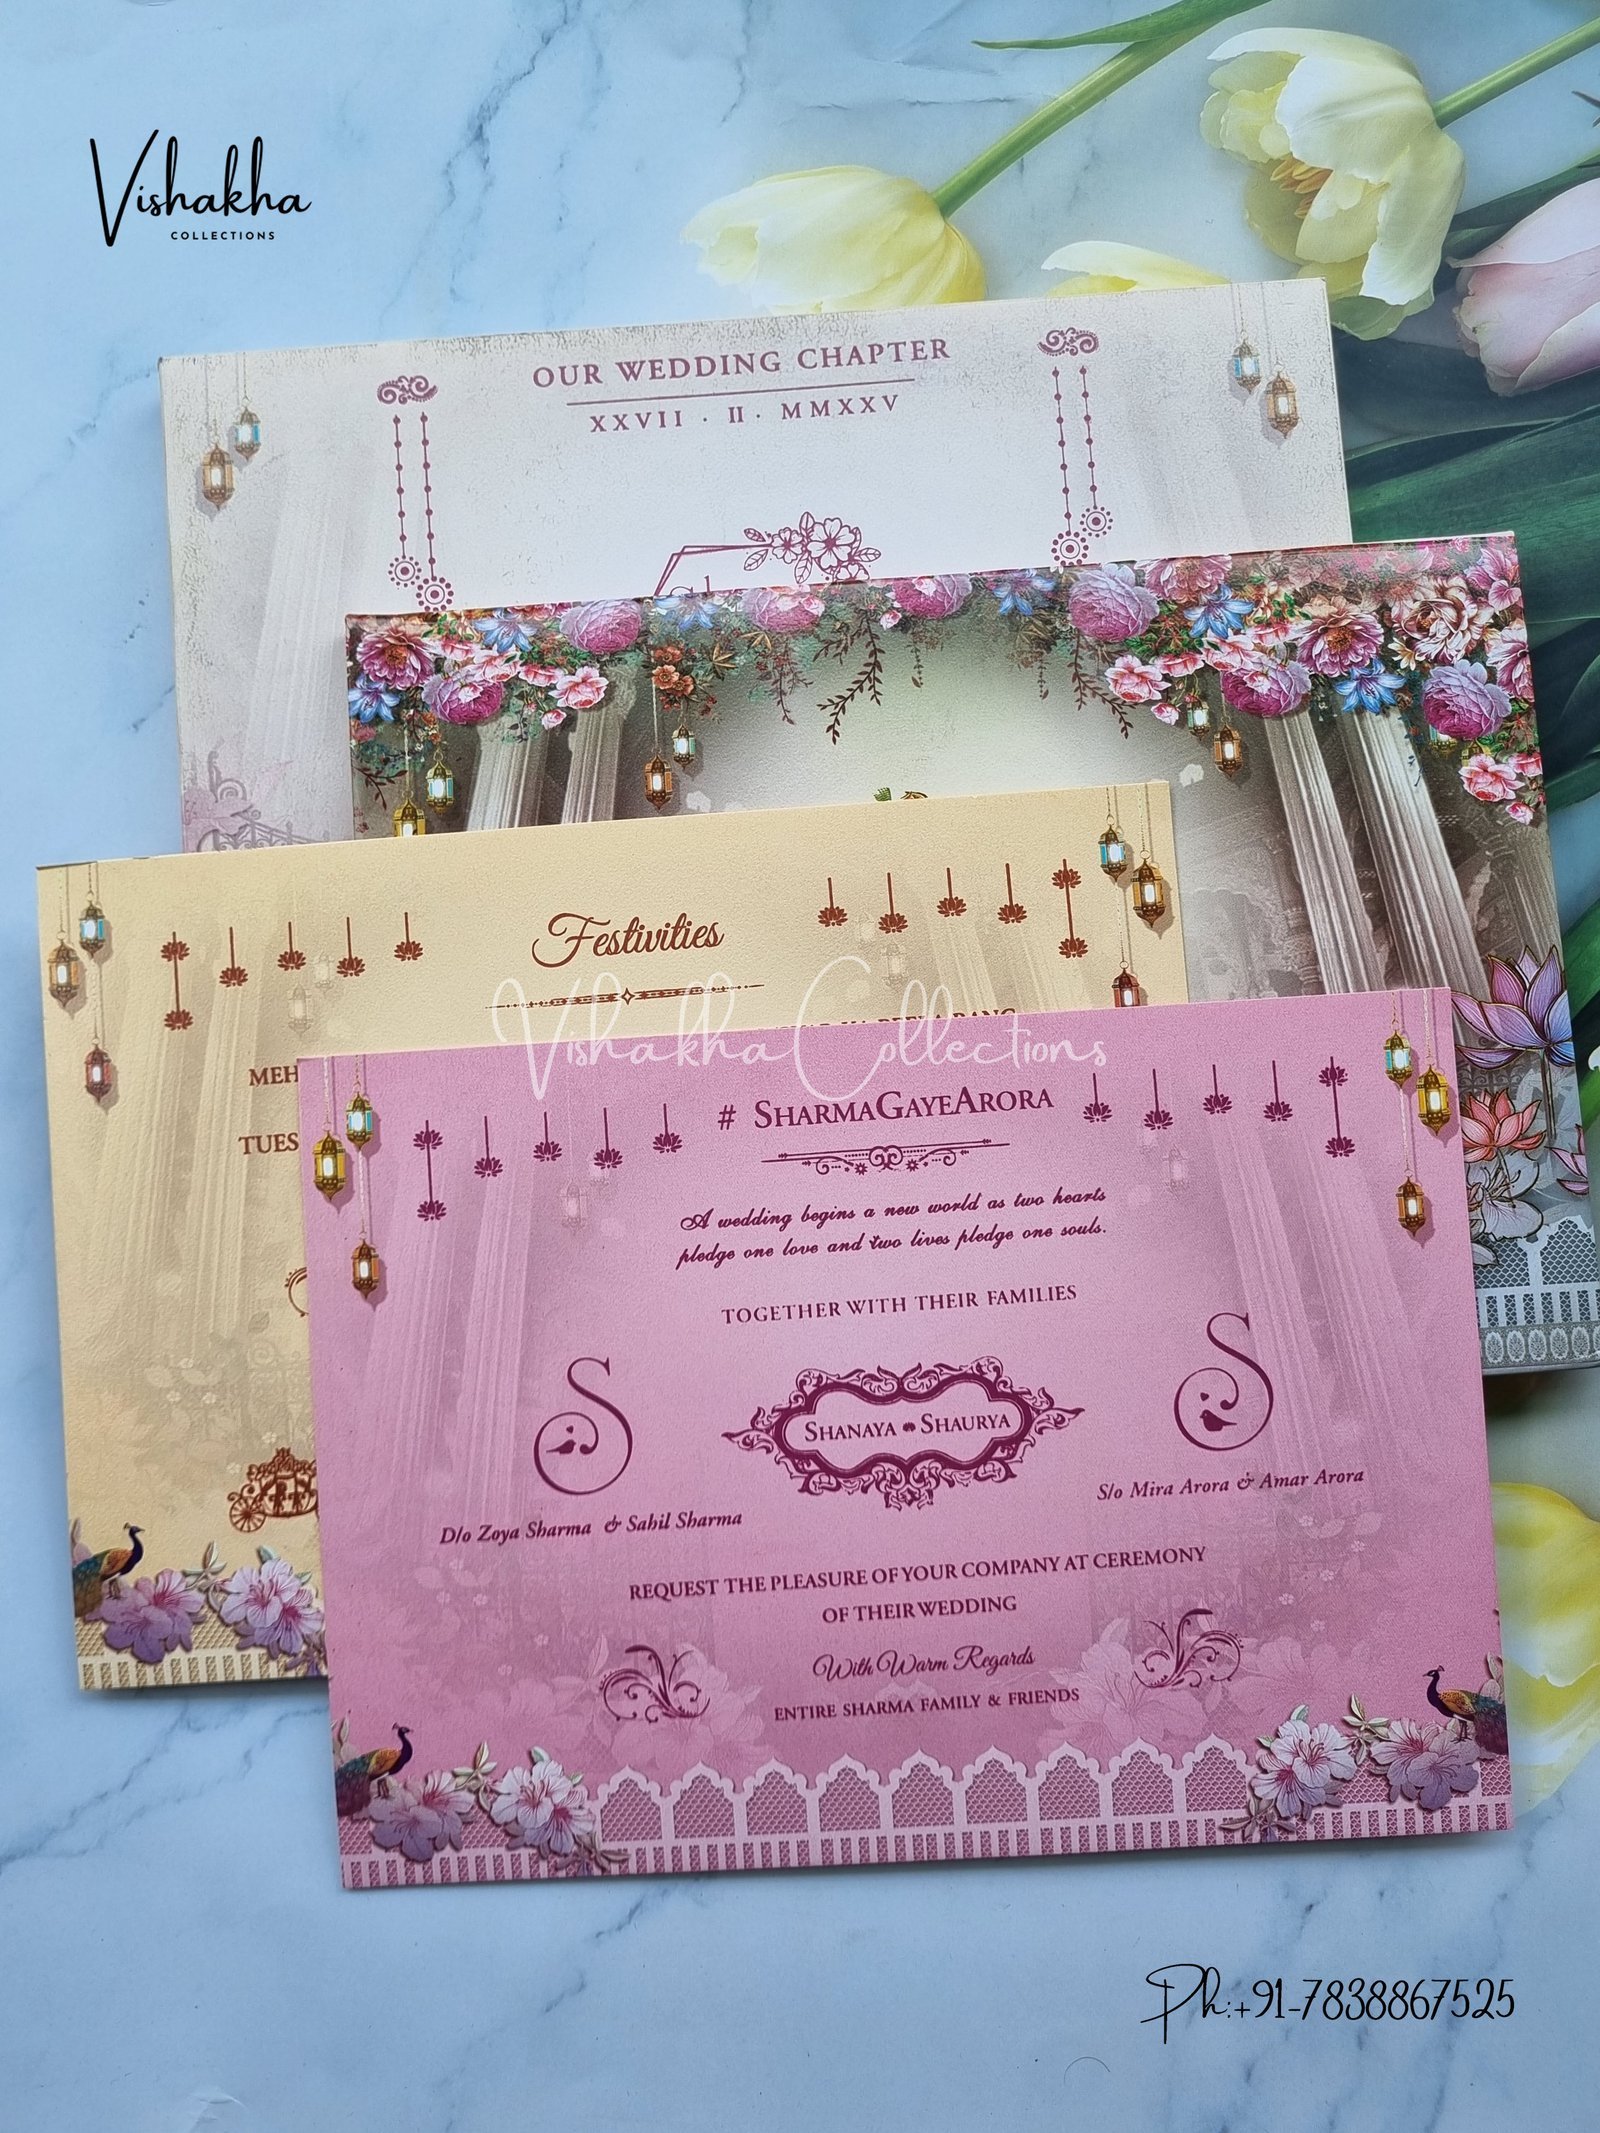 Vishakha
COLLECTIONS
OUR WEDDING CHAPTER
XXVII · II · MMXXV
Festivities
Vishakha Collections
MEH
TUES
# SHARMAGAYEARORA
A wedding begins a new world as two hearts
pledge one love and two lives pledge one souls.
TOGETHER WITH THEIR FAMILIES
S
S
SHANAYA SHAURYA
D/o Zoya Sharma & Sahil Sharma
S/o Mira Arora & Amar Arora
REQUEST THE PLEASURE OF YOUR COMPANY AT CEREMONY
OF THEIR WEDDING
With Warm Regards
ENTIRE SHARMA FAMILY & FRIENDS
Ph:+91-7838867525